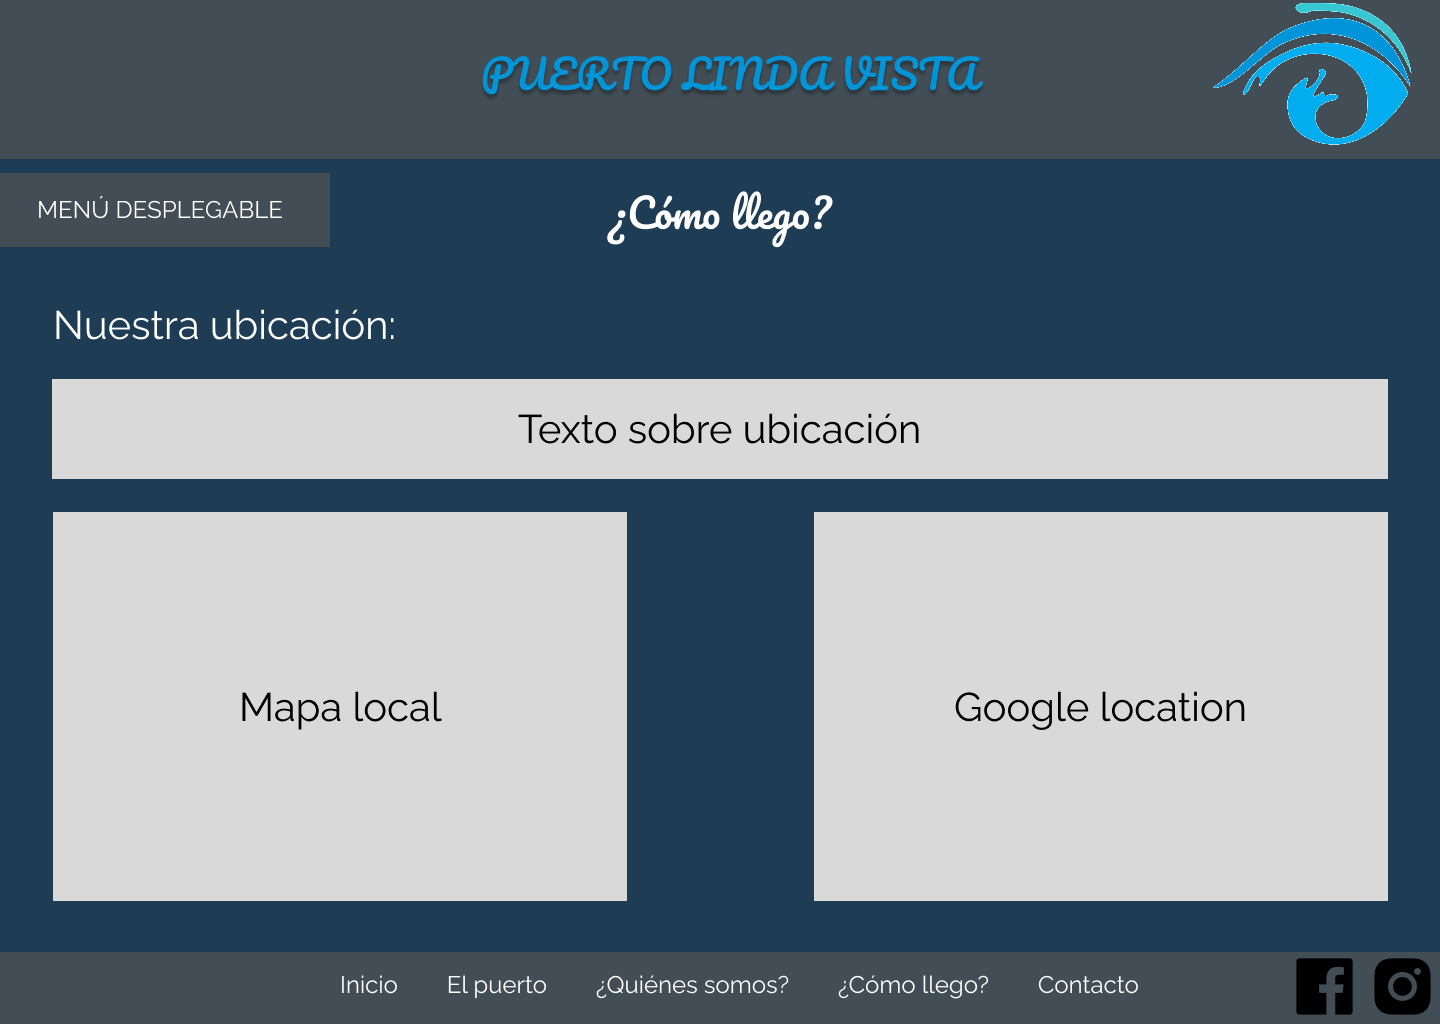 PUERTO LINDA VISTA
MENÚ DESPLEGABLE
¿Cómo llego?
Nuestra ubicación:
Texto sobre ubicación
Mapa local
Google location
Inicio El puerto ¿Quiénes somos? ¿Cómo llego? Contacto